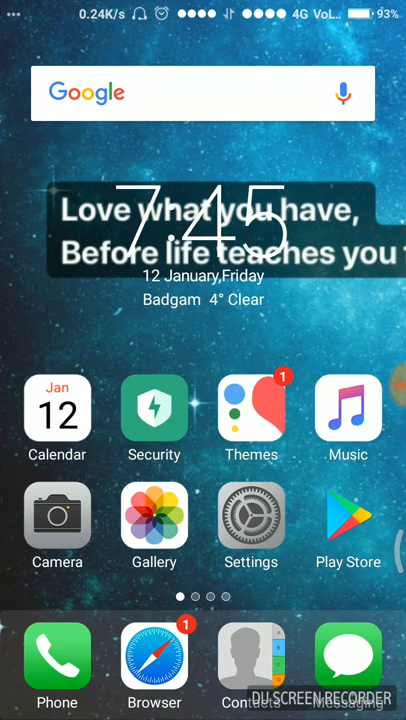 0.24K/s 4G VoL.. 93%
Google
7:45
Love what you have,
Before life teaches you
12 January,Friday
Badgam 4° Clear
1
Jan
12
Calendar Security Themes Music
Camera Gallery Settings Play Store
1
A
B
C
D
Phone Browser Contacts Messaging
DU SCREEN RECORDER